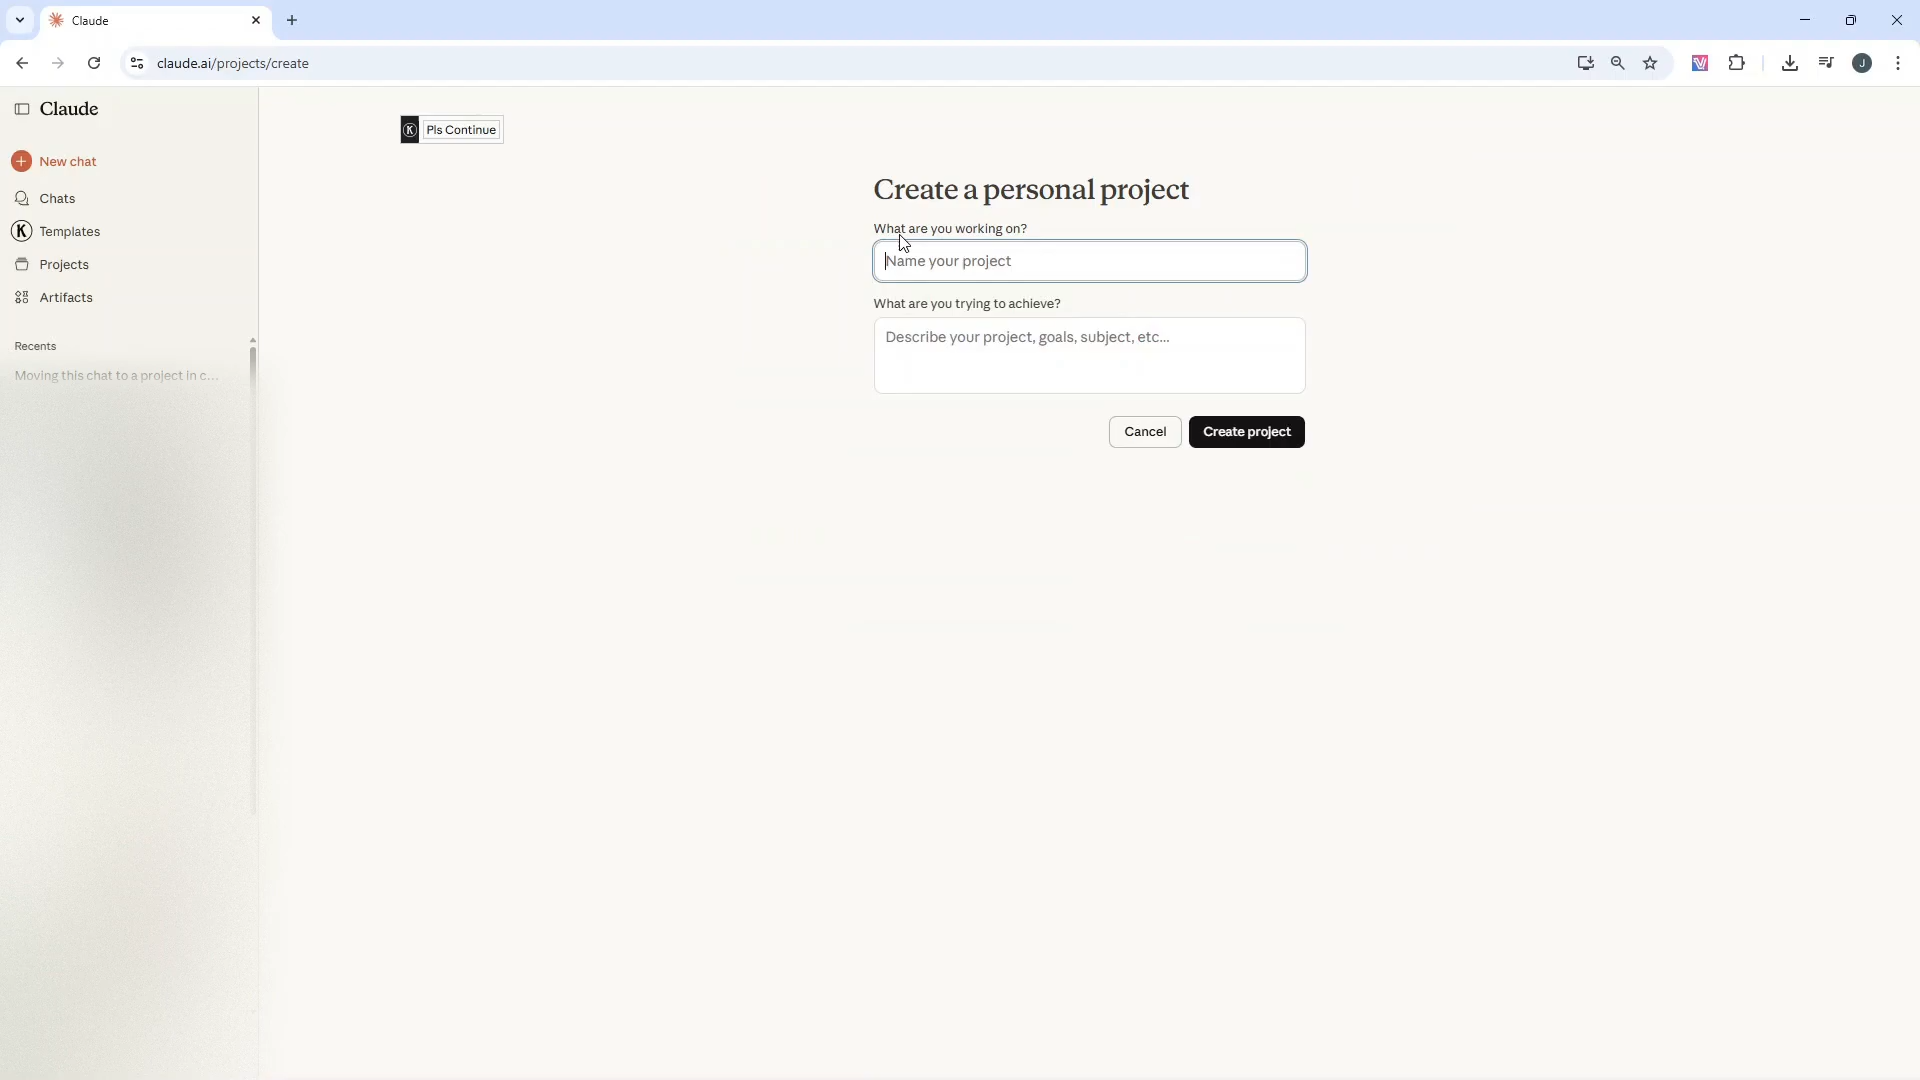 Claude
claude.ai/projects/create
J
Claude
K
Pls Continue
New chat
Create a personal project
Chats
What are you working on?
K
Templates
Name your project
Projects
Artifacts
What are you trying to achieve?
Describe your project, goals, subject, etc...
Recents
Moving this chat to a project in c...
Cancel
Create project